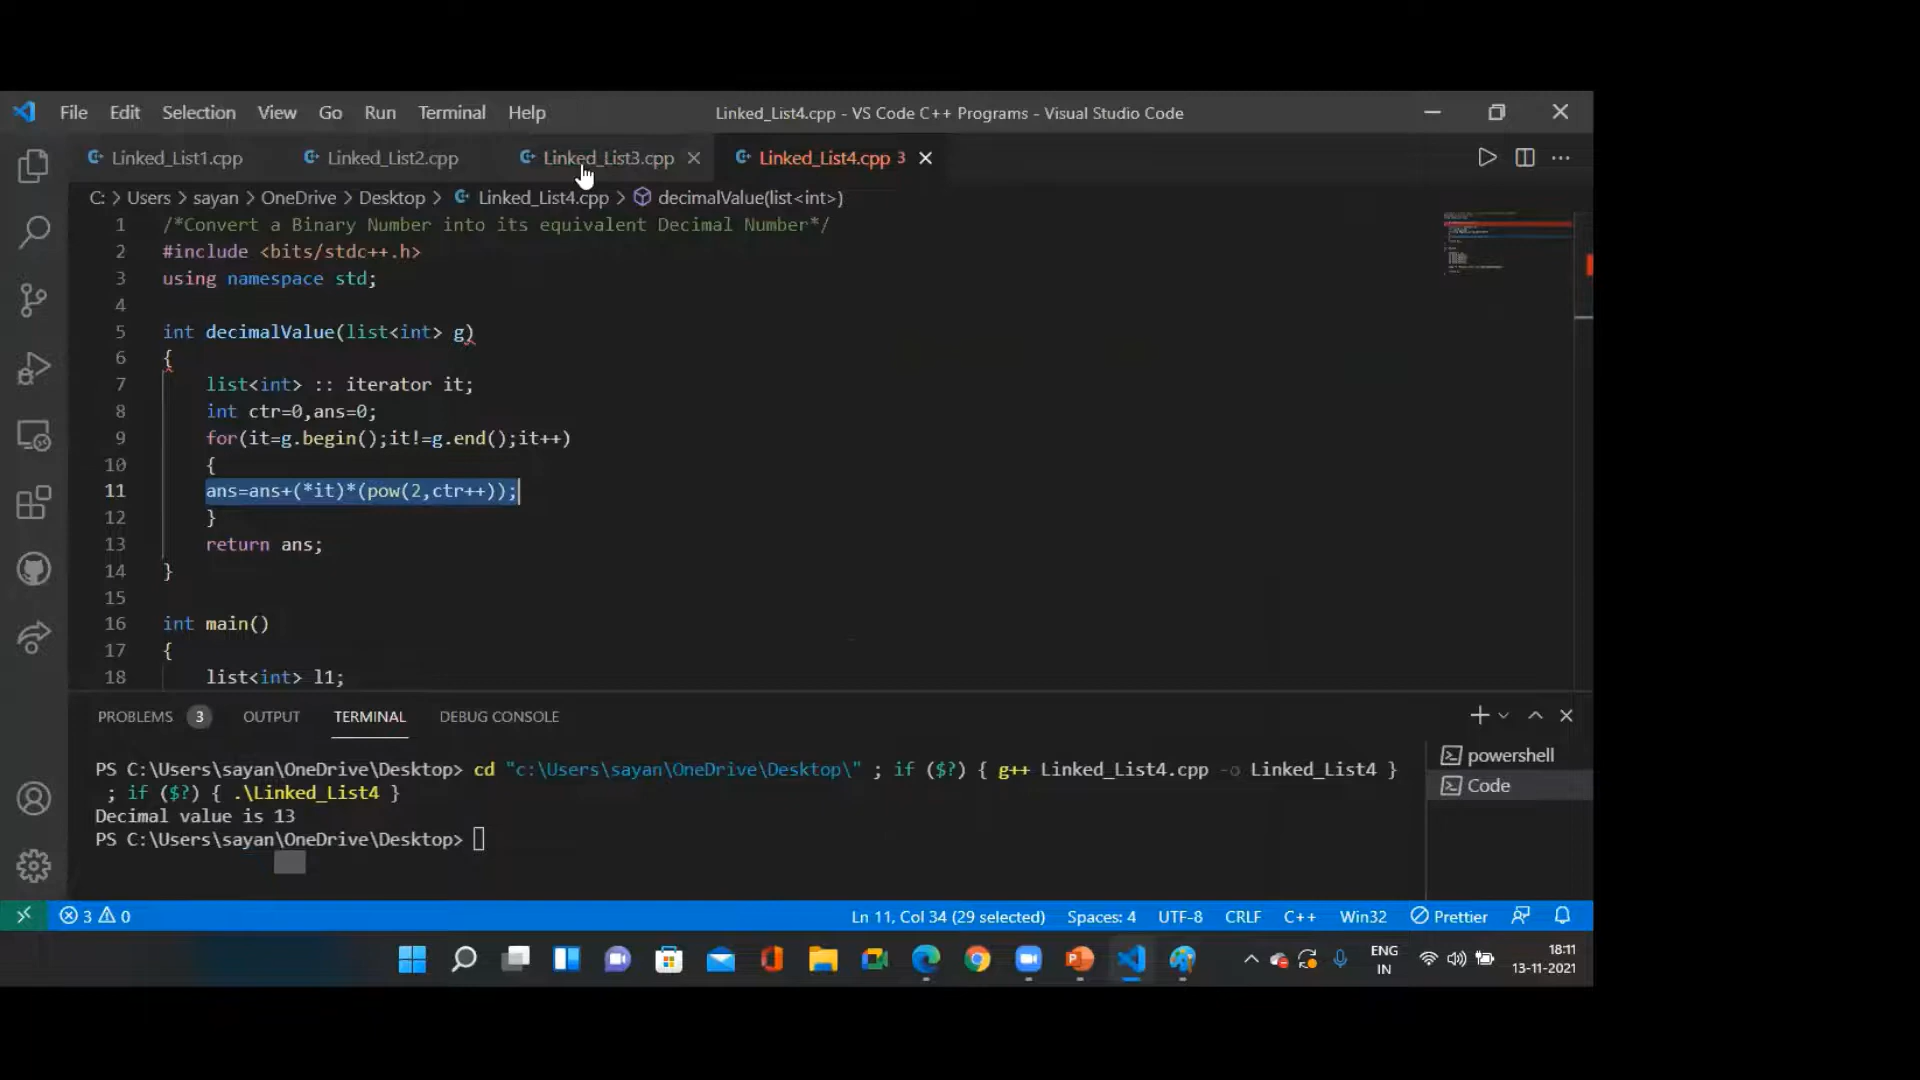 File Edit Selection View Go Run Terminal Help Linked_List4.cpp - VS Code C++ Programs - Visual Studio Code
Linked_List1.cpp Linked_List2.cpp Linked_List3.cpp Linked_List4.cpp 3
C: > Users > sayan > OneDrive > Desktop > Linked_List4.cpp > decimalValue(list<int>)
1 /*Convert a Binary Number into its equivalent Decimal Number*/
2 #include <bits/stdc++.h>
3 using namespace std;
4
5 int decimalValue(list<int> g)
6 {
7 list<int> :: iterator it;
8 int ctr=0,ans=0;
9 for(it=g.begin();it!=g.end();it++)
10 {
11 ans=ans+(*it)*(pow(2,ctr++));
12 }
13 return ans;
14 }
15
16 int main()
17 {
18 list<int> l1;
PROBLEMS 3 OUTPUT TERMINAL DEBUG CONSOLE
PS C:\Users\sayan\OneDrive\Desktop> cd "c:\Users\sayan\OneDrive\Desktop\" ; if ($?) { g++ Linked_List4.cpp -o Linked_List4 }
; if ($?) { .\Linked_List4 }
Decimal value is 13
PS C:\Users\sayan\OneDrive\Desktop>
powershell
Code
3 0 Ln 11, Col 34 (29 selected) Spaces: 4 UTF-8 CRLF C++ Win32 Prettier
ENG
IN
18:11
13-11-2021